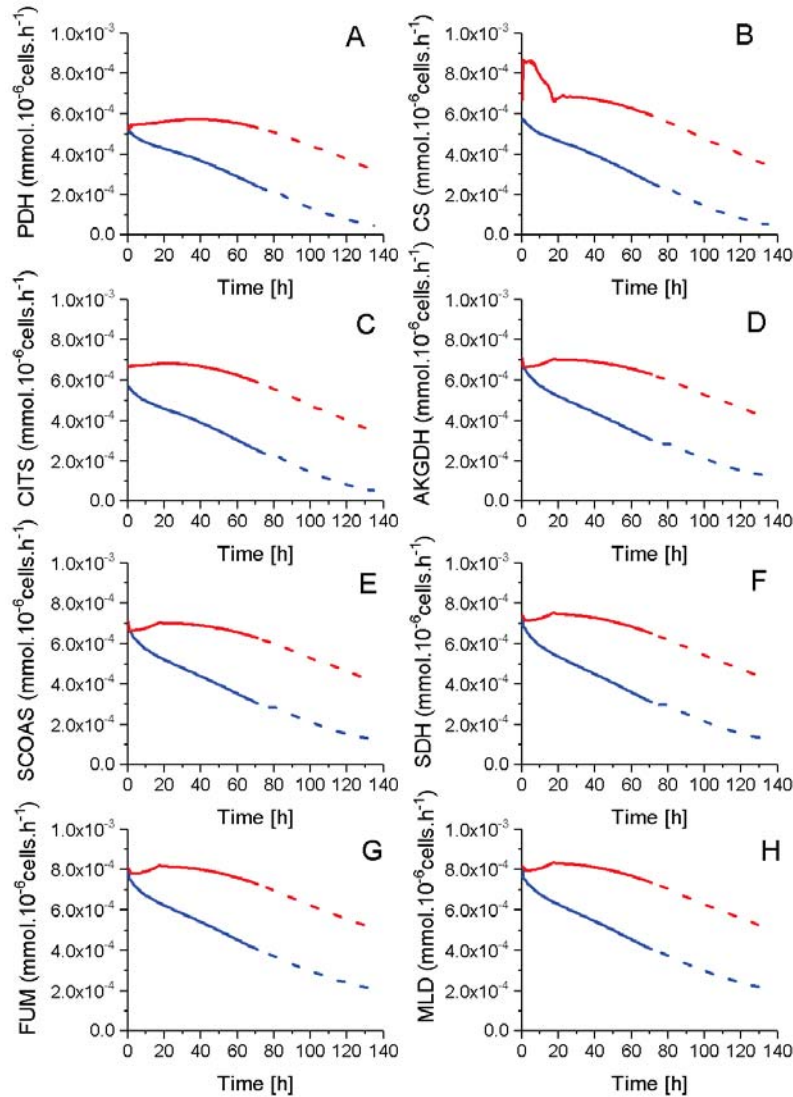 A
PDH (mmol.10⁻⁶cells.h⁻¹)
1.0x10⁻³
8.0x10⁻⁴
6.0x10⁻⁴
4.0x10⁻⁴
2.0x10⁻⁴
0.0
0 20 40 60 80 100 120 140
Time [h]
B
CS (mmol.10⁻⁶cells.h⁻¹)
1.0x10⁻³
8.0x10⁻⁴
6.0x10⁻⁴
4.0x10⁻⁴
2.0x10⁻⁴
0.0
0 20 40 60 80 100 120 140
Time [h]
C
CITS (mmol.10⁻⁶cells.h⁻¹)
1.0x10⁻³
8.0x10⁻⁴
6.0x10⁻⁴
4.0x10⁻⁴
2.0x10⁻⁴
0.0
0 20 40 60 80 100 120 140
Time [h]
D
AKGDH (mmol.10⁻⁶cells.h⁻¹)
1.0x10⁻³
8.0x10⁻⁴
6.0x10⁻⁴
4.0x10⁻⁴
2.0x10⁻⁴
0.0
0 20 40 60 80 100 120 140
Time [h]
E
SCOAS (mmol.10⁻⁶cells.h⁻¹)
1.0x10⁻³
8.0x10⁻⁴
6.0x10⁻⁴
4.0x10⁻⁴
2.0x10⁻⁴
0.0
0 20 40 60 80 100 120 140
Time [h]
F
SDH (mmol.10⁻⁶cells.h⁻¹)
1.0x10⁻³
8.0x10⁻⁴
6.0x10⁻⁴
4.0x10⁻⁴
2.0x10⁻⁴
0.0
0 20 40 60 80 100 120 140
Time [h]
G
FUM (mmol.10⁻⁶cells.h⁻¹)
1.0x10⁻³
8.0x10⁻⁴
6.0x10⁻⁴
4.0x10⁻⁴
2.0x10⁻⁴
0.0
0 20 40 60 80 100 120 140
Time [h]
H
MLD (mmol.10⁻⁶cells.h⁻¹)
1.0x10⁻³
8.0x10⁻⁴
6.0x10⁻⁴
4.0x10⁻⁴
2.0x10⁻⁴
0.0
0 20 40 60 80 100 120 140
Time [h]